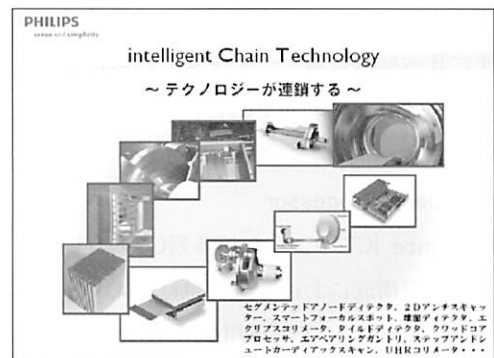 PHILIPS
sense and simplicity
intelligent Chain Technology
～ テクノロジーが連鎖する ～
セグメンテッドアノードディテクタ、2Dアンチスキャッ
ター、スマートフォーカルスポット、球面ディテクタ、エ
クリプスコリメータ、タイルドディテクタ、クワッドコア
プロセッサ、エアベアリングガントリ、ステップアンドシ
ュートカーディアックスキャン、UHRコリメータ・・・